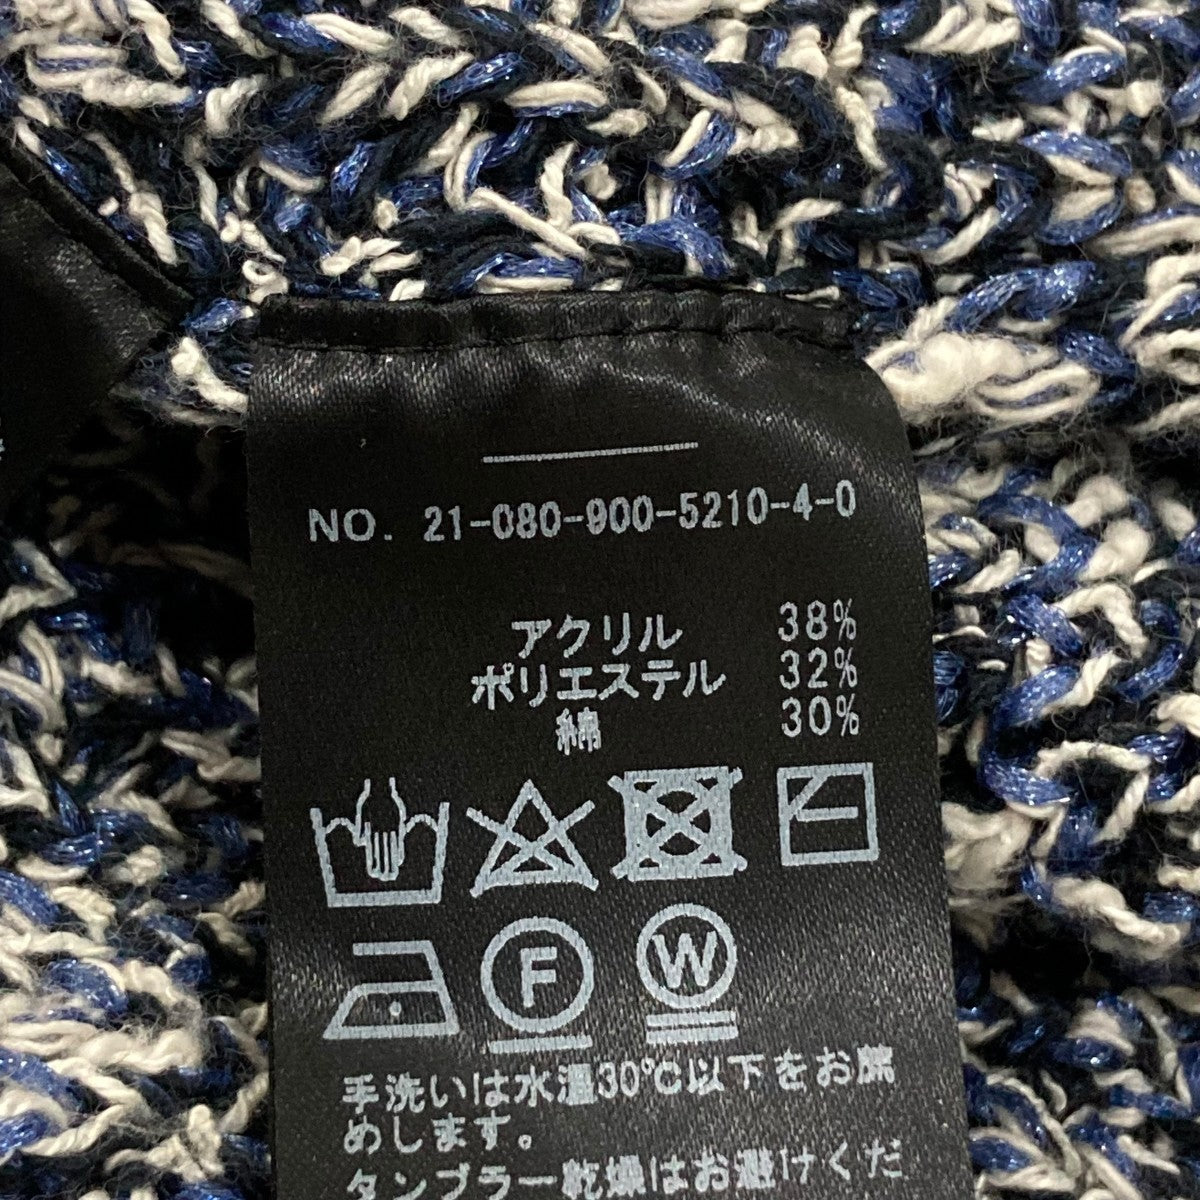 NO. 21-080-900-5210-4-0
アクリル 38%
ポリエステル 32%
綿 30%
F
W
手洗いは水温30℃以下をお薦
めします。
タンブラー乾燥はお避けくだ